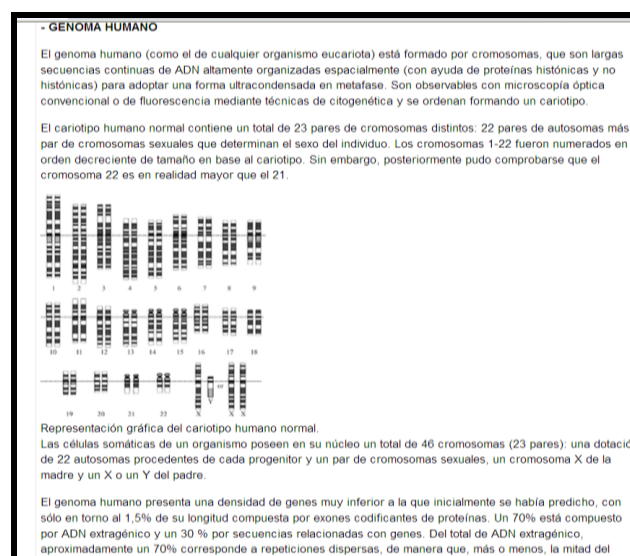 - GENOMA HUMANO
El genoma humano (como el de cualquier organismo eucariota) está formado por cromosomas, que son largas
secuencias continuas de ADN altamente organizadas espacialmente (con ayuda de proteínas histónicas y no
histónicas) para adoptar una forma ultracondensada en metafase. Son observables con microscopía óptica
convencional o de fluorescencia mediante técnicas de citogenética y se ordenan formando un cariotipo.
El cariotipo humano normal contiene un total de 23 pares de cromosomas distintos: 22 pares de autosomas más
par de cromosomas sexuales que determinan el sexo del individuo. Los cromosomas 1-22 fueron numerados en
orden decreciente de tamaño en base al cariotipo. Sin embargo, posteriormente pudo comprobarse que el
cromosoma 22 es en realidad mayor que el 21.
1 2 3 4 5 6 7 8 9
10 11 12 13 14 15 16 17 18
Y or
19 20 21 22 X X X
Representación gráfica del cariotipo humano normal.
Las células somáticas de un organismo poseen en su núcleo un total de 46 cromosomas (23 pares): una dotació
de 22 autosomas procedentes de cada progenitor y un par de cromosomas sexuales, un cromosoma X de la
madre y un X o un Y del padre.
El genoma humano presenta una densidad de genes muy inferior a la que inicialmente se había predicho, con
sólo en torno al 1,5% de su longitud compuesta por exones codificantes de proteínas. Un 70% está compuesto
por ADN extragénico y un 30 % por secuencias relacionadas con genes. Del total de ADN extragénico,
aproximadamente un 70% corresponde a repeticiones dispersas, de manera que, más o menos, la mitad del